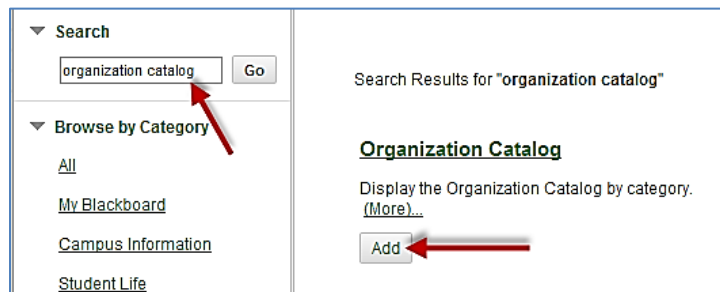 Search
organization catalog
Go
Browse by Category
All
My Blackboard
Campus Information
Student Life
Search Results for "organization catalog"
Organization Catalog
Display the Organization Catalog by category.
(More)...
Add